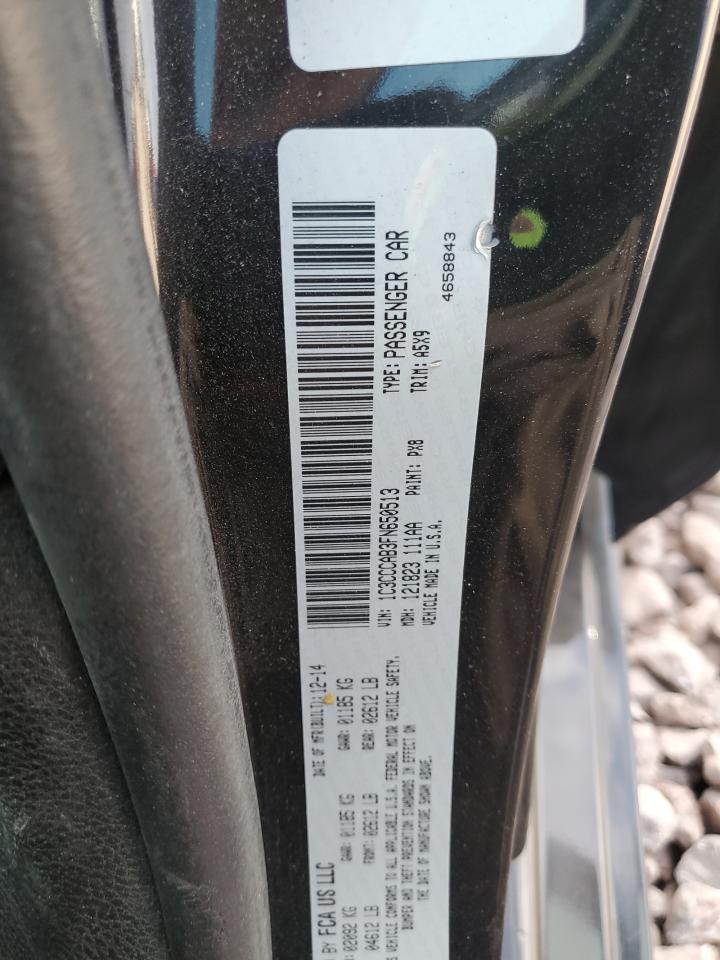 BY FCA US LLC
DATE OF MFR(BUILT): 12-14
02092 KG GAWR: 01185 KG GAWR: 01185 KG
04612 LB FRONT: 02612 LB REAR: 02612 LB
VEHICLE CONFORMS TO ALL APPLICABLE U.S.A. FEDERAL MOTOR VEHICLE SAFETY,
BUMPER AND THEFT PREVENTION STANDARDS IN EFFECT ON
THE DATE OF MANUFACTURE SHOWN ABOVE.
VIN: 1C3CCCAB3FN650513 TYPE: PASSENGER CAR
MDH: 121823 111AA PAINT: PX8 TRIM: A5X9
VEHICLE MADE IN U.S.A.
4658843